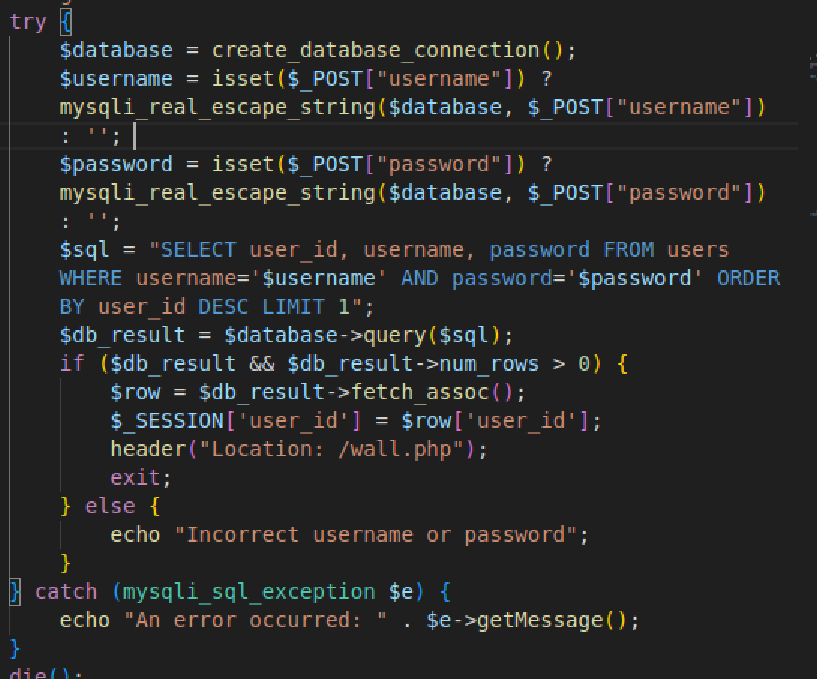 try {
$database = create_database_connection();
$username = isset($_POST["username"]) ?
mysqli_real_escape_string($database, $_POST["username"])
: '';
$password = isset($_POST["password"]) ?
mysqli_real_escape_string($database, $_POST["password"])
: '';
$sql = "SELECT user_id, username, password FROM users
WHERE username='$username' AND password='$password' ORDER
BY user_id DESC LIMIT 1";
$db_result = $database->query($sql);
if ($db_result && $db_result->num_rows > 0) {
$row = $db_result->fetch_assoc();
$_SESSION['user_id'] = $row['user_id'];
header("Location: /wall.php");
exit;
} else {
echo "Incorrect username or password";
}
} catch (mysqli_sql_exception $e) {
echo "An error occurred: " . $e->getMessage();
}
die();